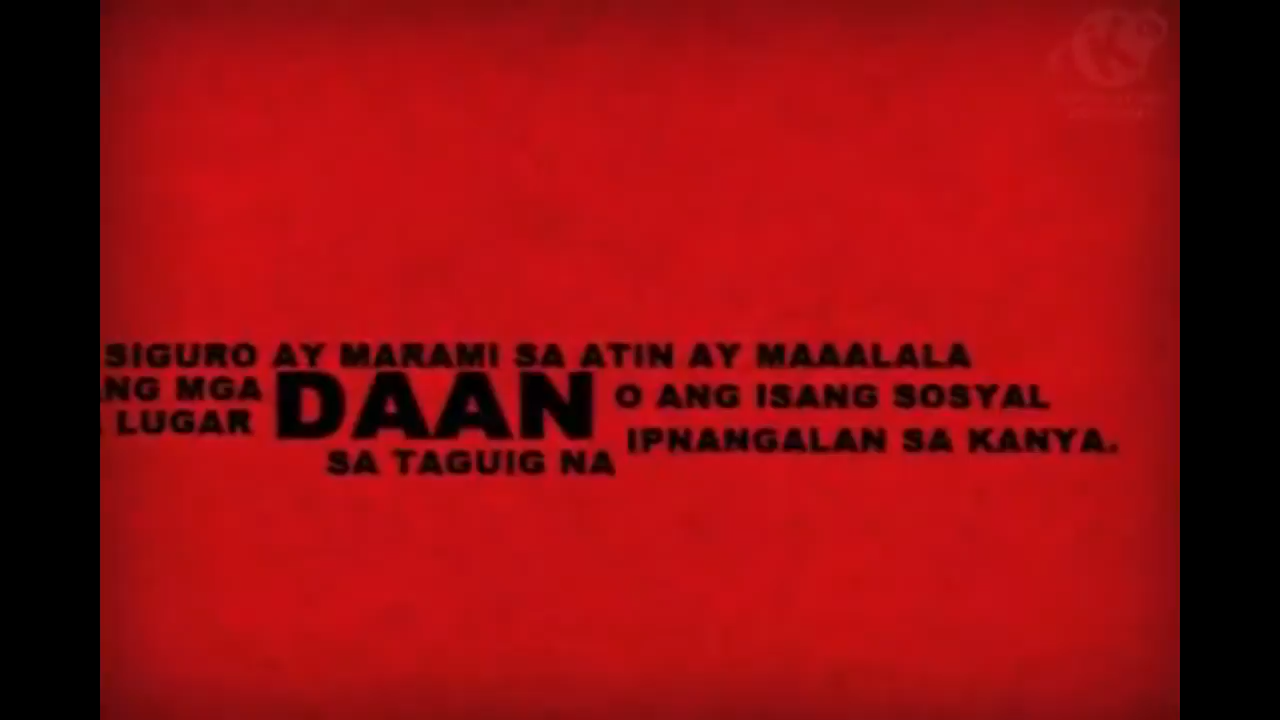 SIGURO AY MARAMI SA ATIN AY MAAALALA
NG MGA DAAN O ANG ISANG SOSYAL
LUGAR SA TAGUIG NA IPNANGALAN SA KANYA.